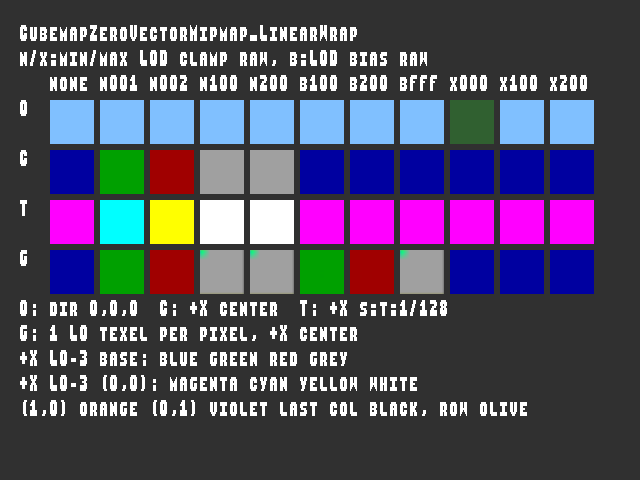 CubemapZeroVectorMipmap_LinearWrap
N/X:MIN/MAX LOD CLAMP RAW, B:LOD BIAS RAW
NONE N001 N002 N100 N200 B100 B200 BFFF X000 X100 X200
O
C
T
G
O: DIR 0,0,0 C: +X CENTER T: +X S:T:1/128
G: 1 L0 TEXEL PER PIXEL, +X CENTER
+X L0-3 BASE: BLUE GREEN RED GREY
+X L0-3 (0,0): MAGENTA CYAN YELLOW WHITE
(1,0) ORANGE (0,1) VIOLET LAST COL BLACK, ROW OLIVE